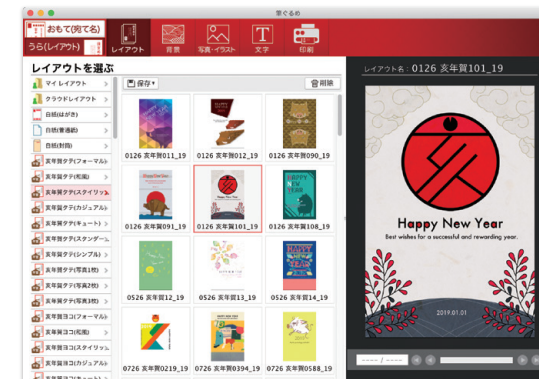 筆ぐるめ
おもて(宛て名)
うら(レイアウト)
レイアウト
背景
写真・イラスト
文字
印刷
レイアウトを選ぶ
保存
削除
マイ レイアウト
クラウドレイアウト
白紙(はがき)
白紙(普通紙)
白紙(封筒)
亥年賀タテ(フォーマル)
亥年賀タテ(和風)
亥年賀タテ(スタイリッ
亥年賀タテ(カジュアル)
亥年賀タテ(キュート)
亥年賀タテ(スタンダー
亥年賀タテ(シンプル)
亥年賀タテ(写真1枚)
亥年賀タテ(写真2枚)
亥年賀タテ(写真3枚)
亥年賀ヨコ(フォーマル)
亥年賀ヨコ(和風)
亥年賀ヨコ(スタイリッ
亥年賀ヨコ(カジュアル)
亥年賀ヨコ(キュート)
0126 亥年賀011_19
0126 亥年賀012_19
0126 亥年賀090_19
0126 亥年賀091_19
0126 亥年賀101_19
0126 亥年賀108_19
0526 亥年賀12_19
0526 亥年賀13_19
0526 亥年賀14_19
0726 亥年賀0219_19
0726 亥年賀0394_19
0726 亥年賀0588_19
レイアウト名：0126 亥年賀101_19
亥
Happy New Year
Best wishes for a successful and rewarding year.
2019.01.01
---- / ----